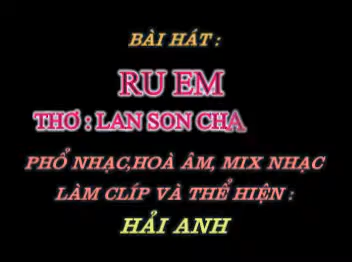 BÀI HÁT :
RU EM
THƠ : LAN SON CHA
PHỔ NHẠC,HOÀ ÂM, MIX NHẠC
LÀM CLÍP VÀ THỂ HIỆN :
HẢI ANH